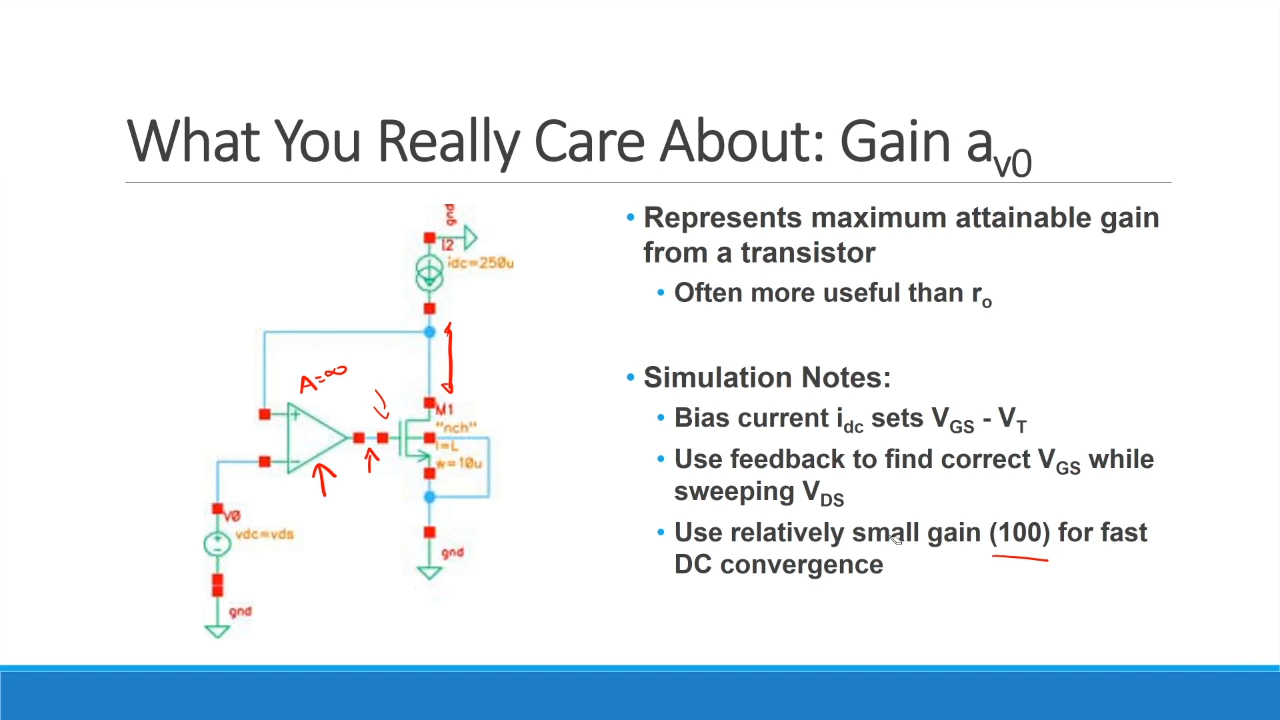 What You Really Care About: Gain av0
gnd
I2
idc=250u
A=∞
M1
"nch"
l=L
w=10u
V0
vdc=vds
gnd
gnd
• Represents maximum attainable gain
from a transistor
• Often more useful than ro
• Simulation Notes:
• Bias current idc sets VGS - VT
• Use feedback to find correct VGS while
sweeping VDS
• Use relatively small gain (100) for fast
DC convergence